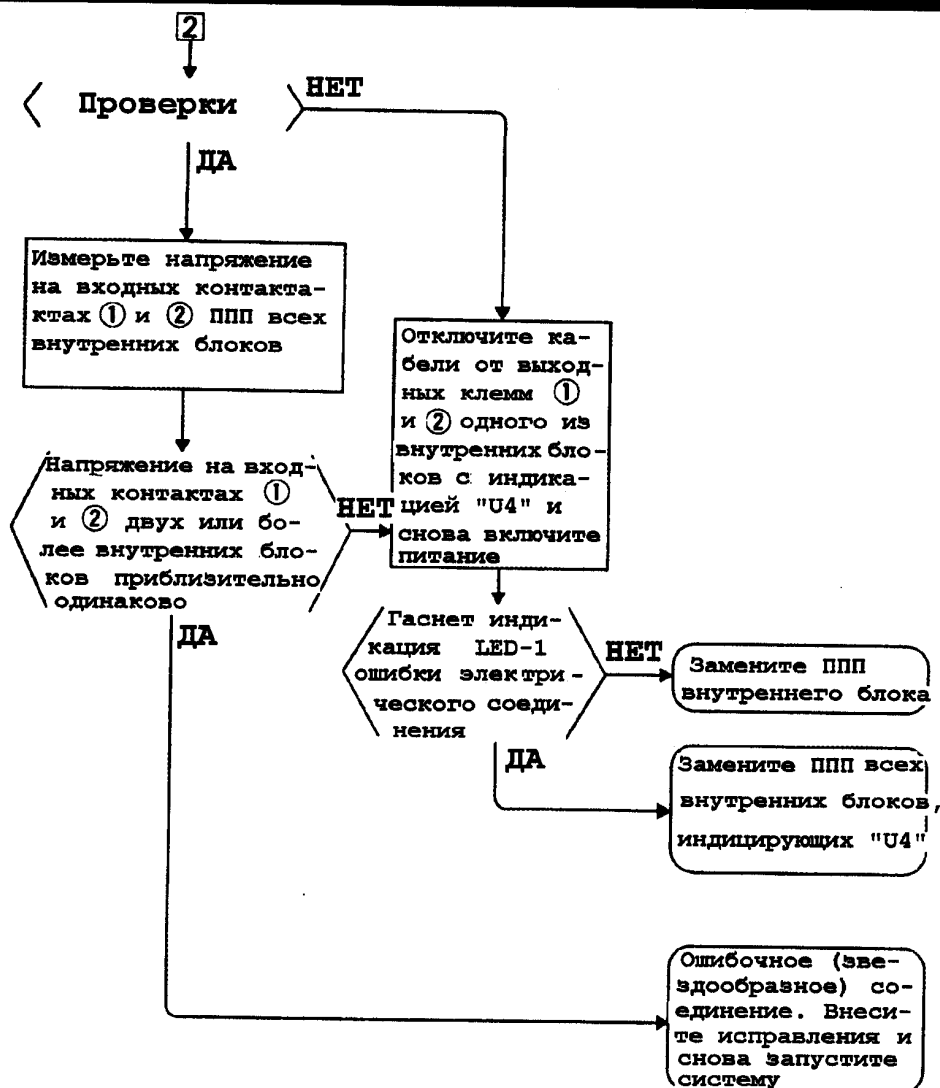 2
Проверки
НЕТ
ДА
Измерьте напряжение
на входных контакта-
ктах ① и ② ППП всех
внутренних блоков
Отключите ка-
бели от выход-
ных клемм ①
и ② одного из
внутренних бло-
ков с индика-
цией "U4" и
снова включите
питание
Напряжение на вход-
ных контактах ①
и ② двух или бо-
лее внутренних бло-
ков приблизительно
одинаково
НЕТ
ДА
Гаснет инди-
кация LED-1
ошибки электри-
ческого соеди-
нения
НЕТ
Замените ППП
внутреннего блока
ДА
Замените ППП всех
внутренних блоков,
индицирующих "U4"
Ошибочное (зве-
здообразное) со-
единение. Внеси-
те исправления и
снова запустите
систему